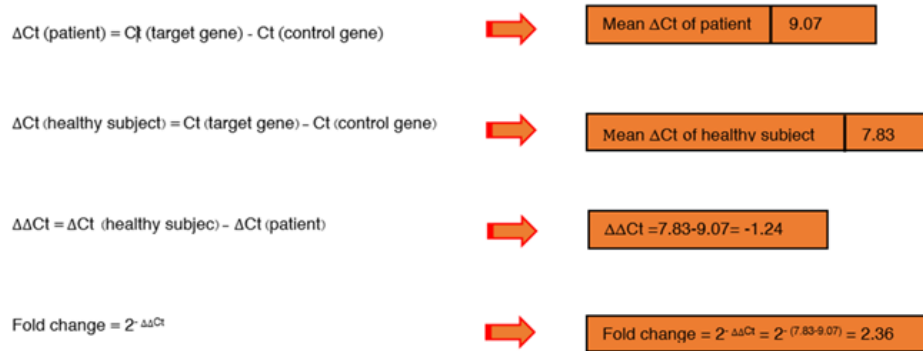 ΔCt (patient) = Ct (target gene) - Ct (control gene)
Mean ΔCt of patient 9.07
ΔCt (healthy subject) = Ct (target gene) – Ct (control gene)
Mean ΔCt of healthy subject 7.83
ΔΔCt = ΔCt (healthy subjec) – ΔCt (patient)
ΔΔCt =7.83-9.07= -1.24
Fold change = 2⁻ ΔΔCt
Fold change = 2⁻ ΔΔCt = 2⁻ (7.83-9.07) = 2.36